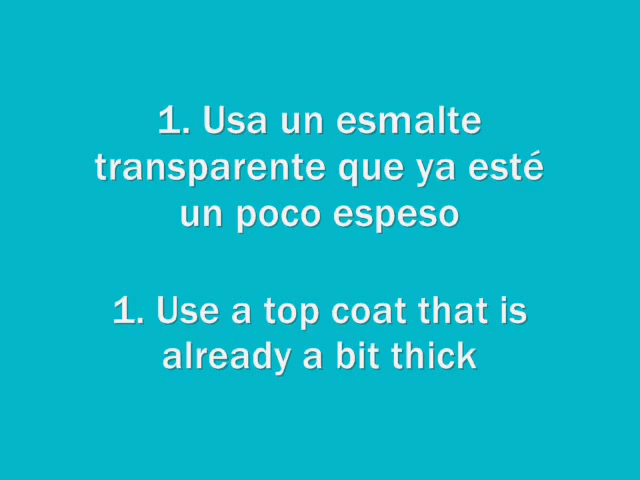 1. Usa un esmalte
transparente que ya esté
un poco espeso
1. Use a top coat that is
already a bit thick